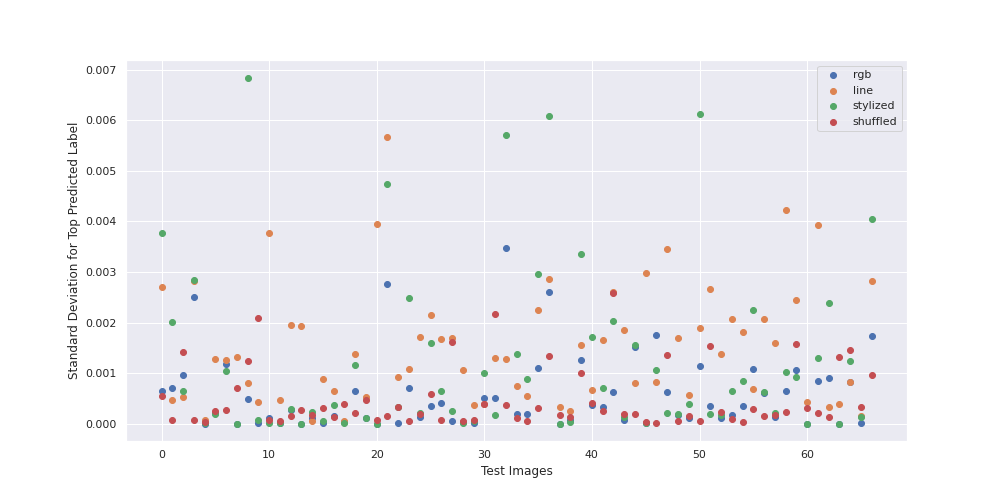 0.007
0.006
0.005
0.004
0.003
0.002
0.001
0.000
Standard Deviation for Top Predicted Label
0 10 20 30 40 50 60
Test Images
rgb
line
stylized
shuffled